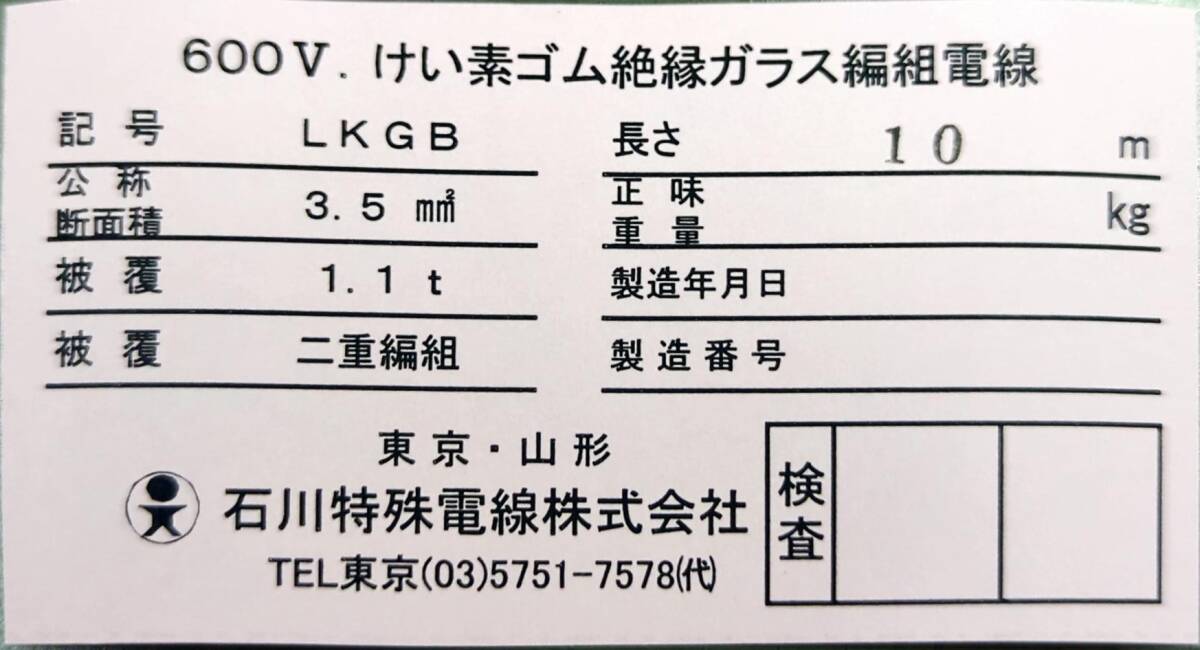 600V.けい素ゴム絶縁ガラス編組電線
記号 LKGB
公称断面積 3.5 ㎟
被覆 1.1t
被覆 二重編組
長さ 10 m
正味重量 kg
製造年月日
製造番号
東京・山形
石川特殊電線株式会社
TEL東京(03)5751-7578㈹
検査